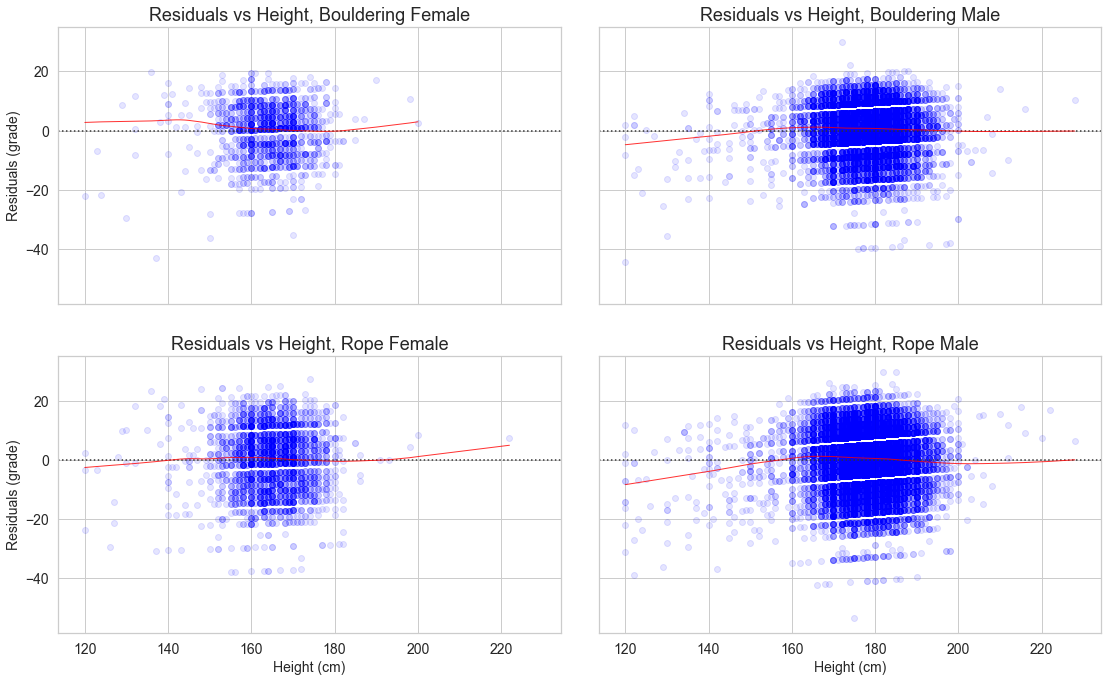 Residuals vs Height, Bouldering Female
Residuals vs Height, Bouldering Male
Residuals (grade)
20
0
−20
−40
Residuals vs Height, Rope Female
Residuals vs Height, Rope Male
Residuals (grade)
20
0
−20
−40
120 140 160 180 200 220
120 140 160 180 200 220
Height (cm)
Height (cm)